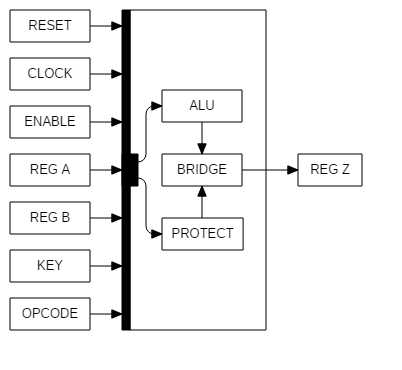 RESET
CLOCK
ENABLE
REG A
REG B
KEY
OPCODE
ALU
BRIDGE
PROTECT
REG Z